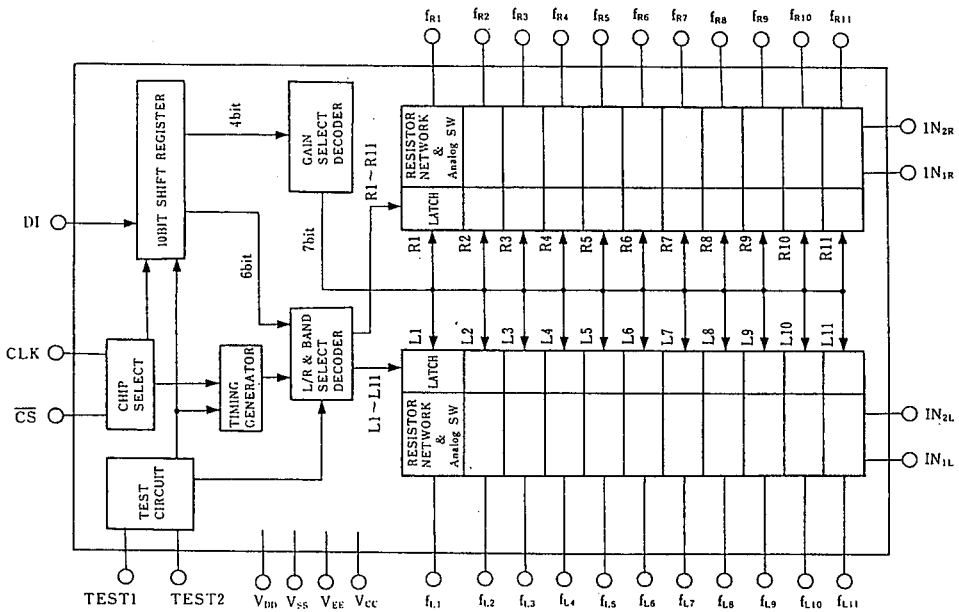 fR1 fR2 fR3 fR4 fR5 fR6 fR7 fR8 fR9 fR10 fR11
10BIT SHIFT REGISTER
4bit
GAIN
SELECT
DECODER
R1~R11
RESISTOR
NETWORK
&
Analog SW
LATCH
1N2R
1N1R
DI
6bit
7bit
R1 R2 R3 R4 R5 R6 R7 R8 R9 R10 R11
L1 L2 L3 L4 L5 L6 L7 L8 L9 L10 L11
CLK
CS
CHIP
SELECT
TIMING
GENERATOR
L/R & BAND
SELECT
DECODER
L1~L11
LATCH
RESISTOR
NETWORK
&
Analog SW
IN2L
IN1L
TEST
CIRCUIT
TEST1 TEST2 VDD VSS VEE VCC
fL1 fL2 fL3 fL4 fL5 fL6 fL7 fL8 fL9 fL10 fL11